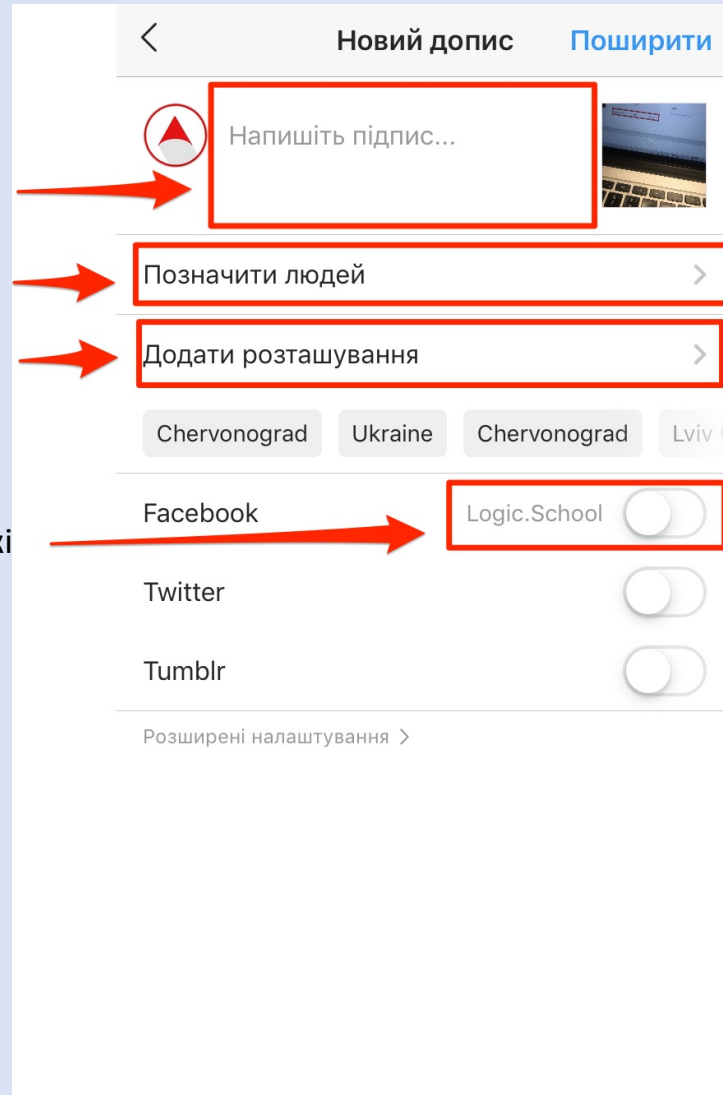 Новий допис Поширити
Напишіть підпис...
Позначити людей
Додати розташування
Chervonograd Ukraine Chervonograd Lviv
Facebook Logic.School
Twitter
Tumblr
Розширені налаштування